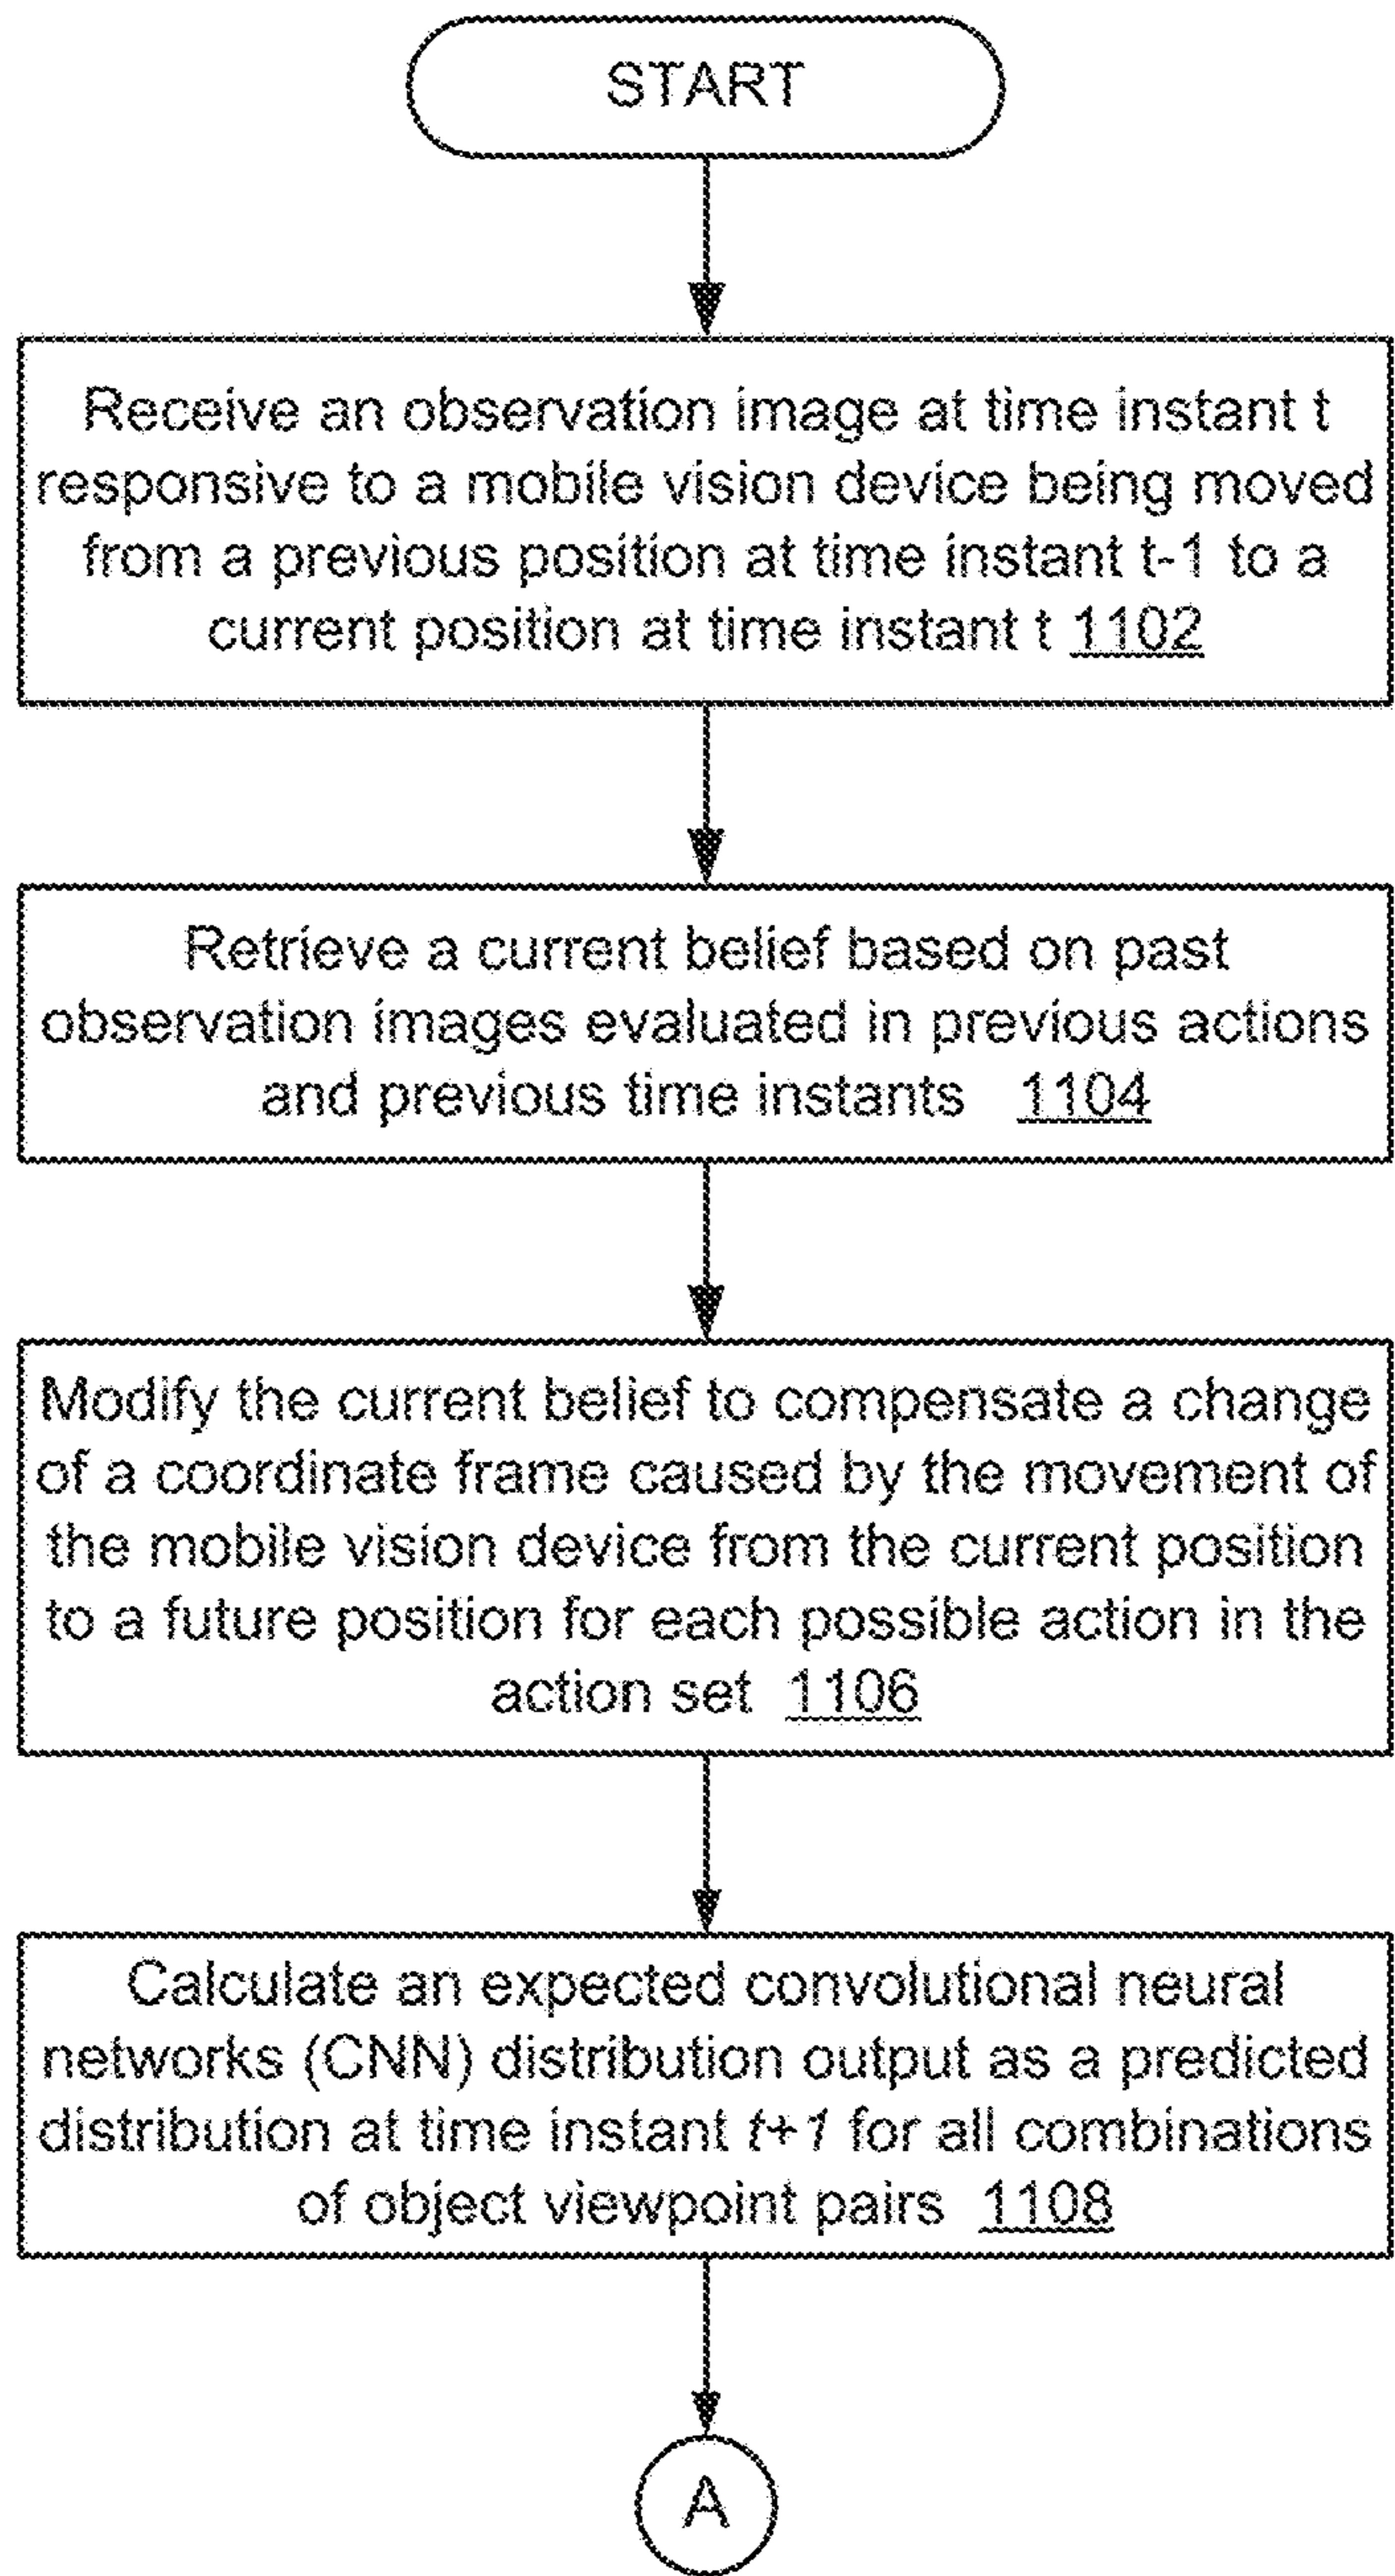 START
Receive an observation image at time instant t
responsive to a mobile vision device being moved
from a previous position at time instant t-1 to a
current position at time instant t 1102
Retrieve a current belief based on past
observation images evaluated in previous actions
and previous time instants 1104
Modify the current belief to compensate a change
of a coordinate frame caused by the movement of
the mobile vision device from the current position
to a future position for each possible action in the
action set 1106
Calculate an expected convolutional neural
networks (CNN) distribution output as a predicted
distribution at time instant t+1 for all combinations
of object viewpoint pairs 1108
A